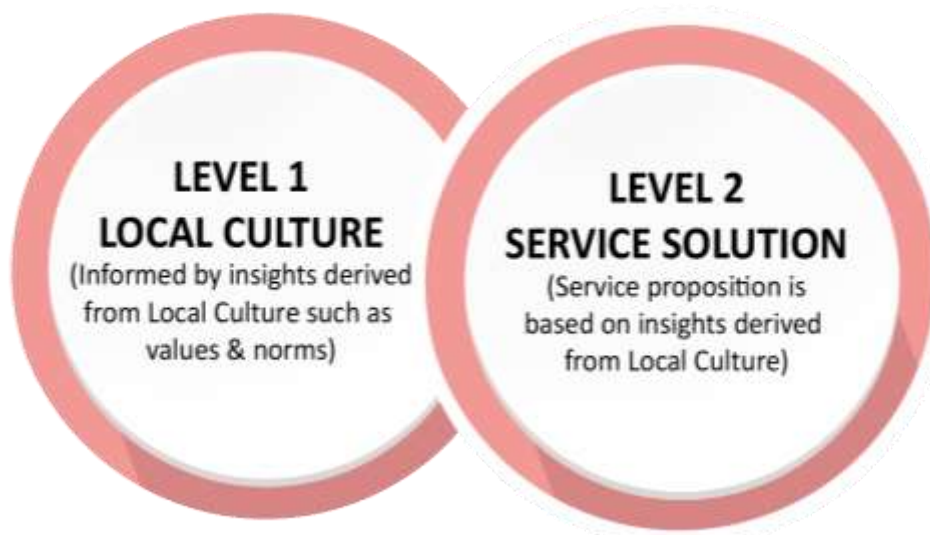 LEVEL 1
LOCAL CULTURE
(Informed by insights derived
from Local Culture such as
values & norms)
LEVEL 2
SERVICE SOLUTION
(Service proposition is
based on insights derived
from Local Culture)